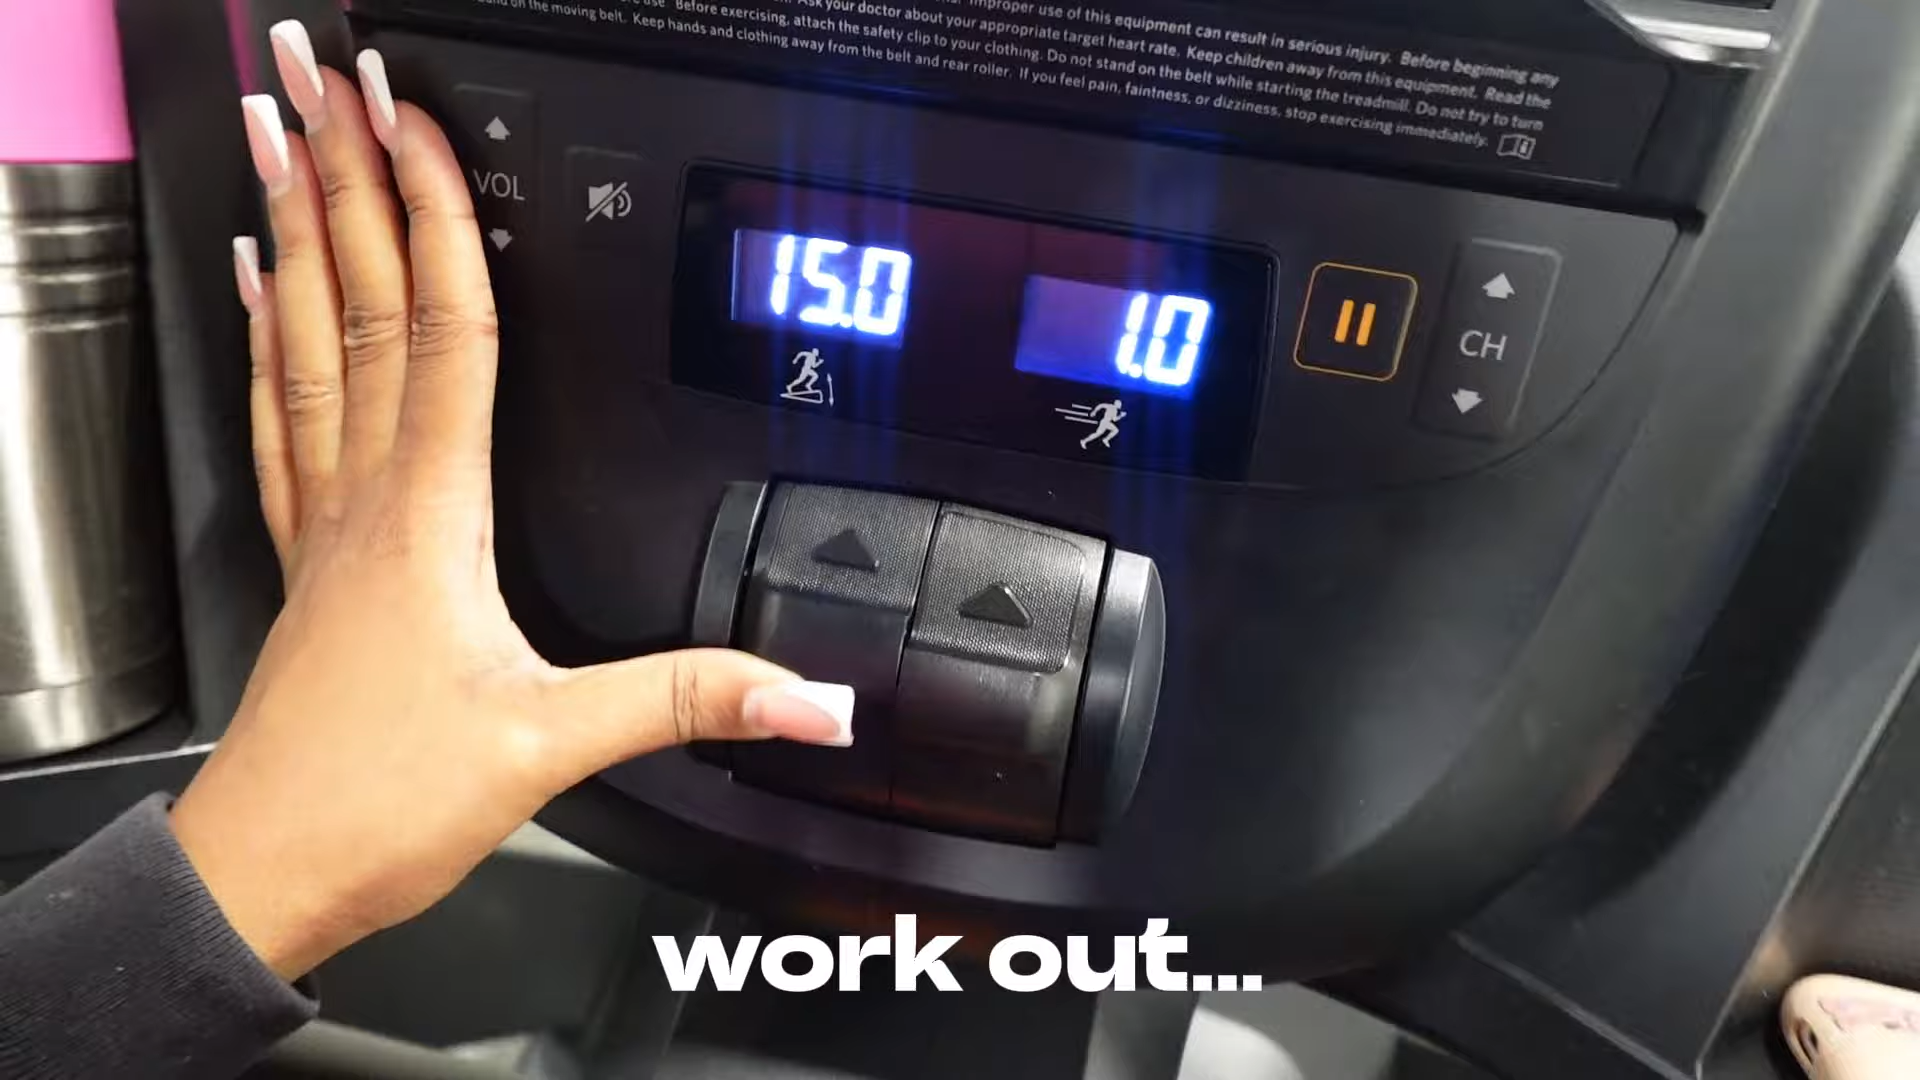 Improper use of this equipment can result in serious injury. Before beginning any
Ask your doctor about your appropriate target heart rate. Keep children away from this equipment. Read the
use Before exercising, attach the safety clip to your clothing. Do not stand on the belt while starting the treadmill. Do not try to turn
on the moving belt. Keep hands and clothing away from the belt and rear roller. If you feel pain, faintness, or dizziness, stop exercising immediately.
VOL
15.0
1.0
CH
work out...